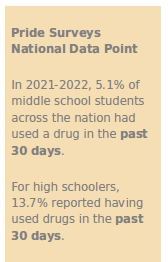 Pride Surveys
National Data Point
In 2021-2022, 5.1% of
middle school students
across the nation had
used a drug in the past
30 days.
For high schoolers,
13.7% reported having
used drugs in the past
30 days.